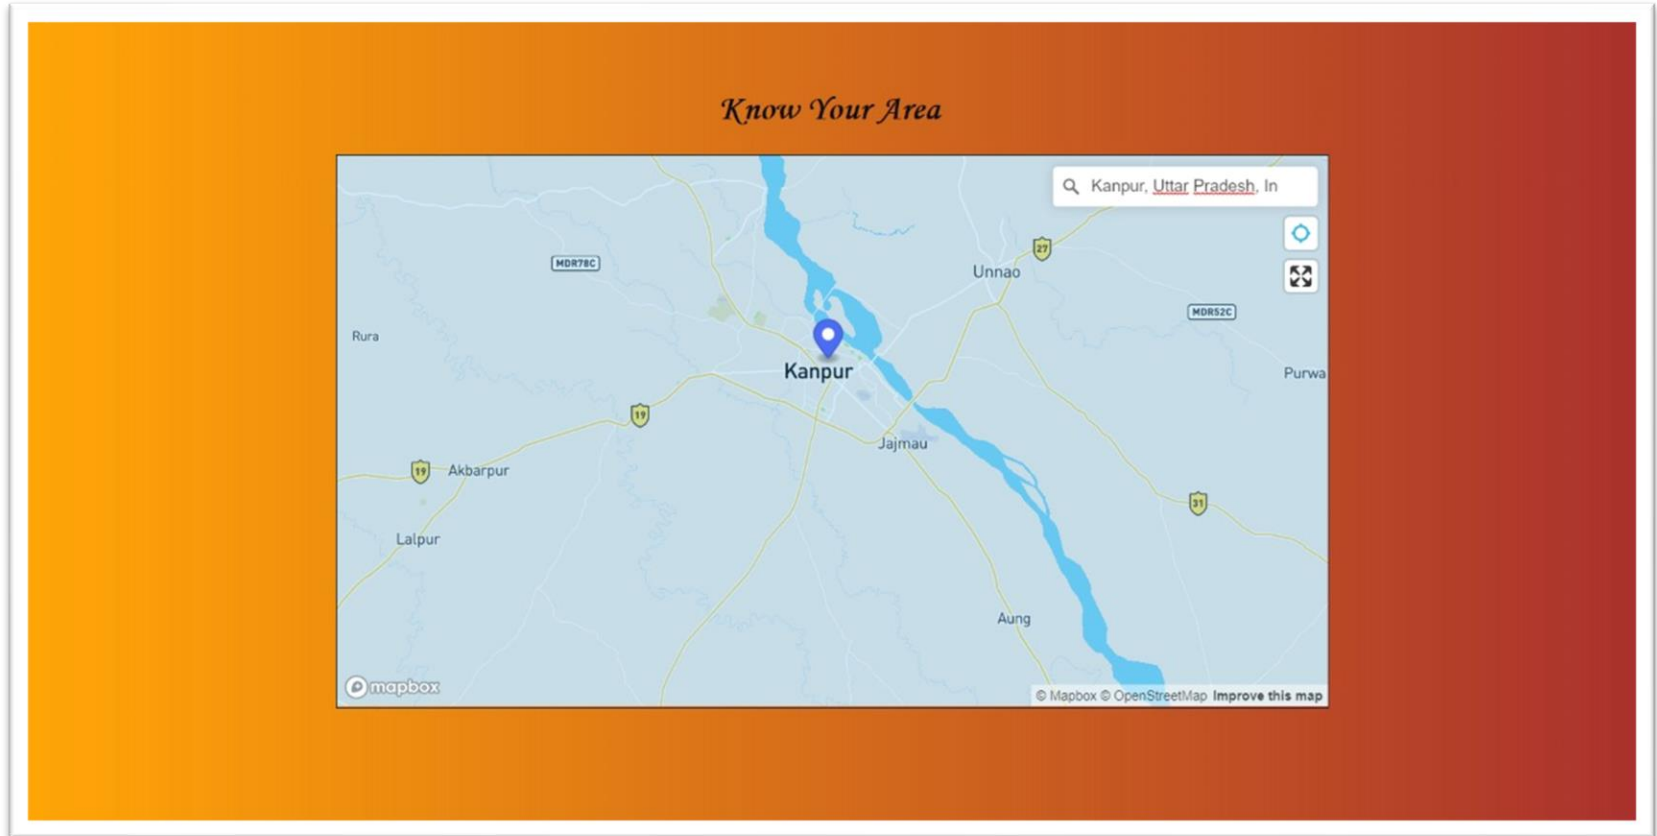 Know Your Area
Kanpur, Uttar Pradesh, In
27
Unnao
MDR78C
MDR52C
Rura
Kanpur
Purwa
19
Jajmau
19 Akbarpur
31
Lalpur
Aung
mapbox
© Mapbox © OpenStreetMap Improve this map